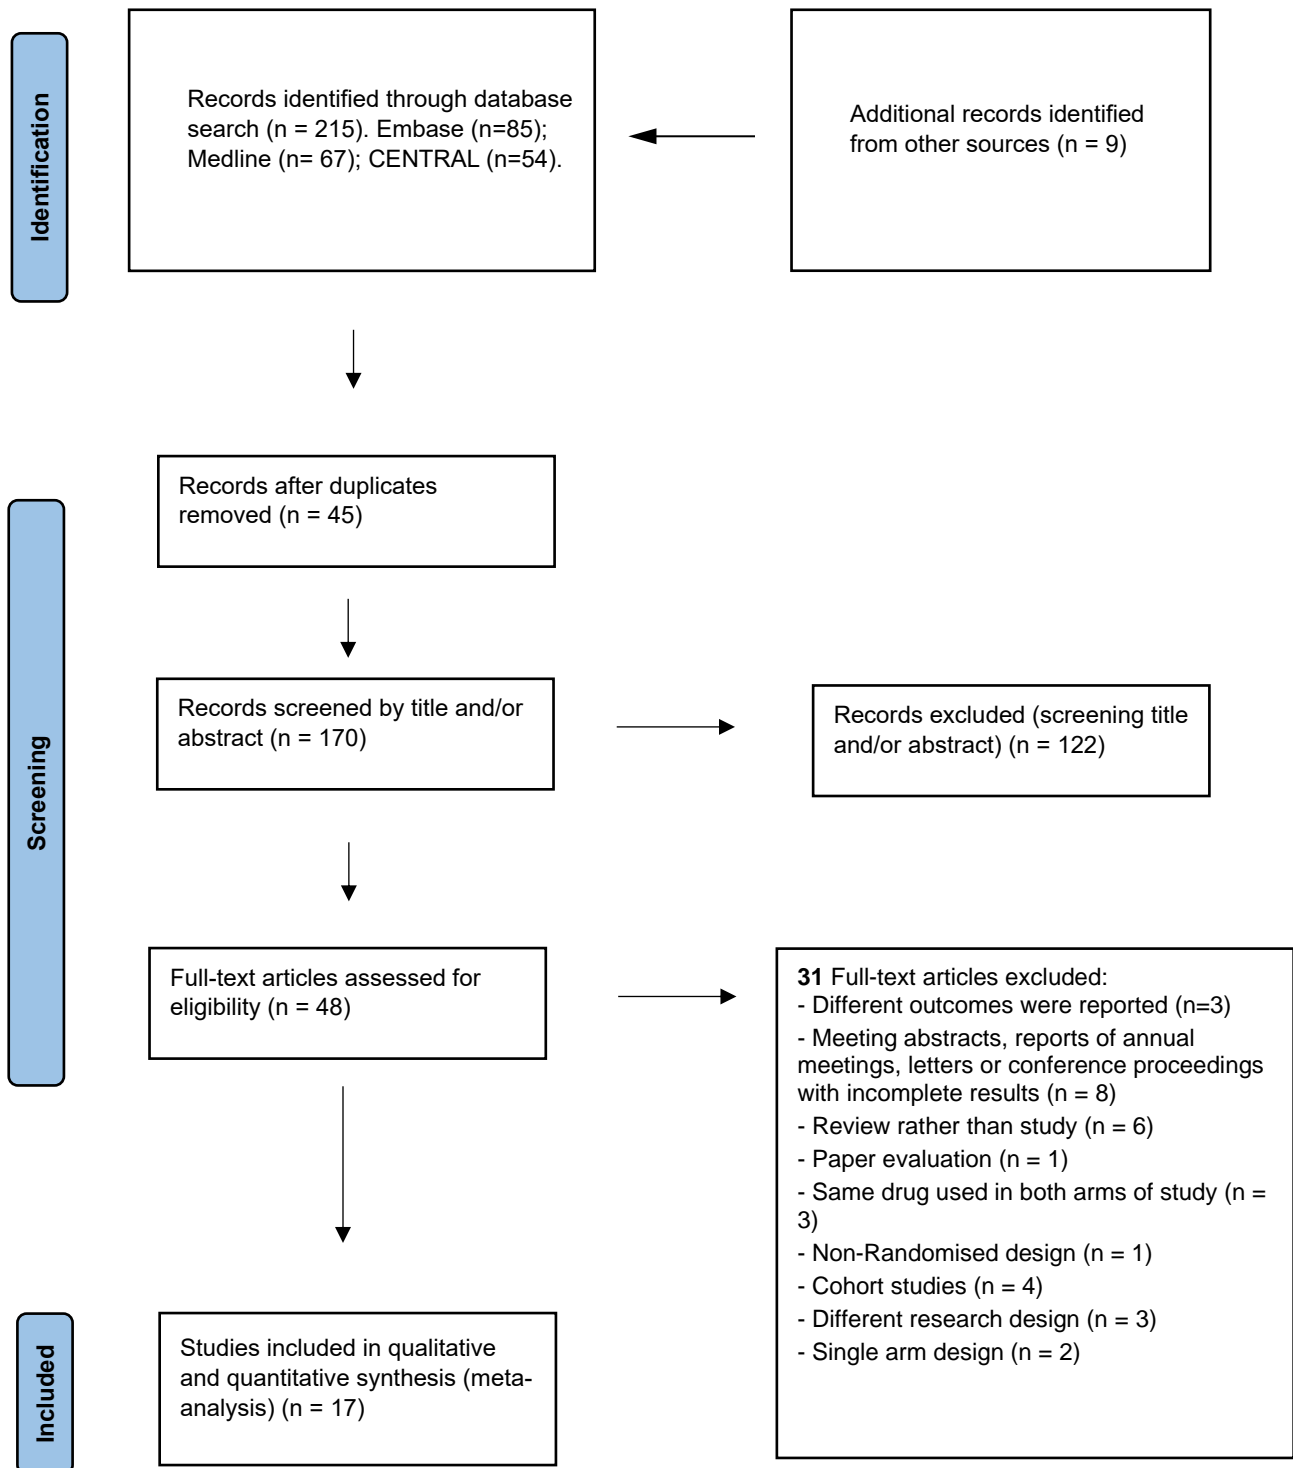 Identification
Records identified through database
search (n = 215). Embase (n=85);
Medline (n= 67); CENTRAL (n=54).
Additional records identified
from other sources (n = 9)
Screening
Records after duplicates
removed (n = 45)
Records screened by title and/or
abstract (n = 170)
Records excluded (screening title
and/or abstract) (n = 122)
Full-text articles assessed for
eligibility (n = 48)
31 Full-text articles excluded:
- Different outcomes were reported (n=3)
- Meeting abstracts, reports of annual
meetings, letters or conference proceedings
with incomplete results (n = 8)
- Review rather than study (n = 6)
- Paper evaluation (n = 1)
- Same drug used in both arms of study (n =
3)
- Non-Randomised design (n = 1)
- Cohort studies (n = 4)
- Different research design (n = 3)
- Single arm design (n = 2)
Included
Studies included in qualitative
and quantitative synthesis (meta-
analysis) (n = 17)